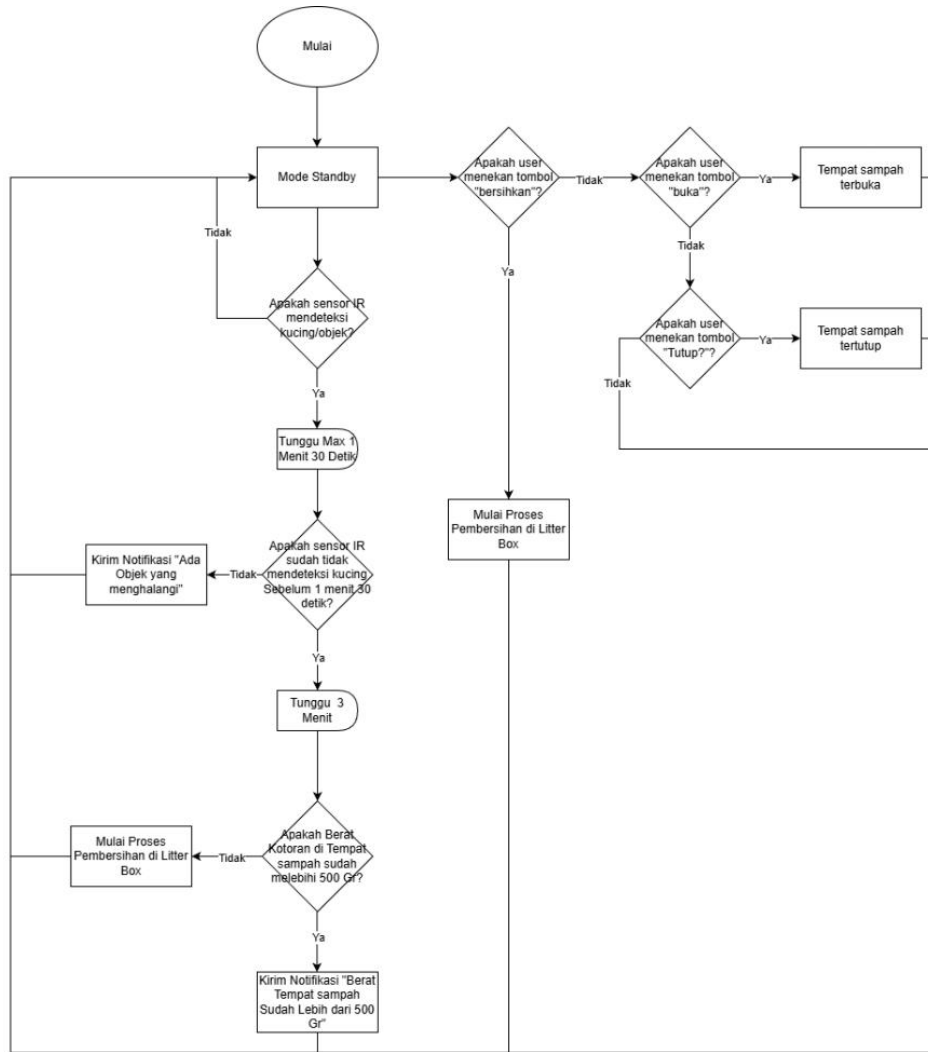 Mulai
Mode Standby
Apakah user
menekan tombol
"bersihkan"?
Tidak
Apakah user
menekan tombol
"buka"?
Ya
Tempat sampah
terbuka
Tidak
Apakah sensor IR
mendeteksi
kucing/objek?
Ya
Tidak
Apakah user
menekan tombol
"Tutup?"?
Ya
Tempat sampah
tertutup
Tidak
Ya
Tunggu Max 1
Menit 30 Detik
Mulai Proses
Pembersihan di Litter
Box
Apakah sensor IR
sudah tidak
mendeteksi kucing
Sebelum 1 menit 30
detik?
Tidak
Kirim Notifikasi "Ada
Objek yang
menghalangi"
Ya
Tunggu 3
Menit
Apakah Berat
Kotoran di Tempat
sampah sudah
melebihi 500 Gr?
Tidak
Mulai Proses
Pembersihan di Litter
Box
Ya
Kirim Notifikasi "Berat
Tempat sampah
Sudah Lebih dari 500
Gr"